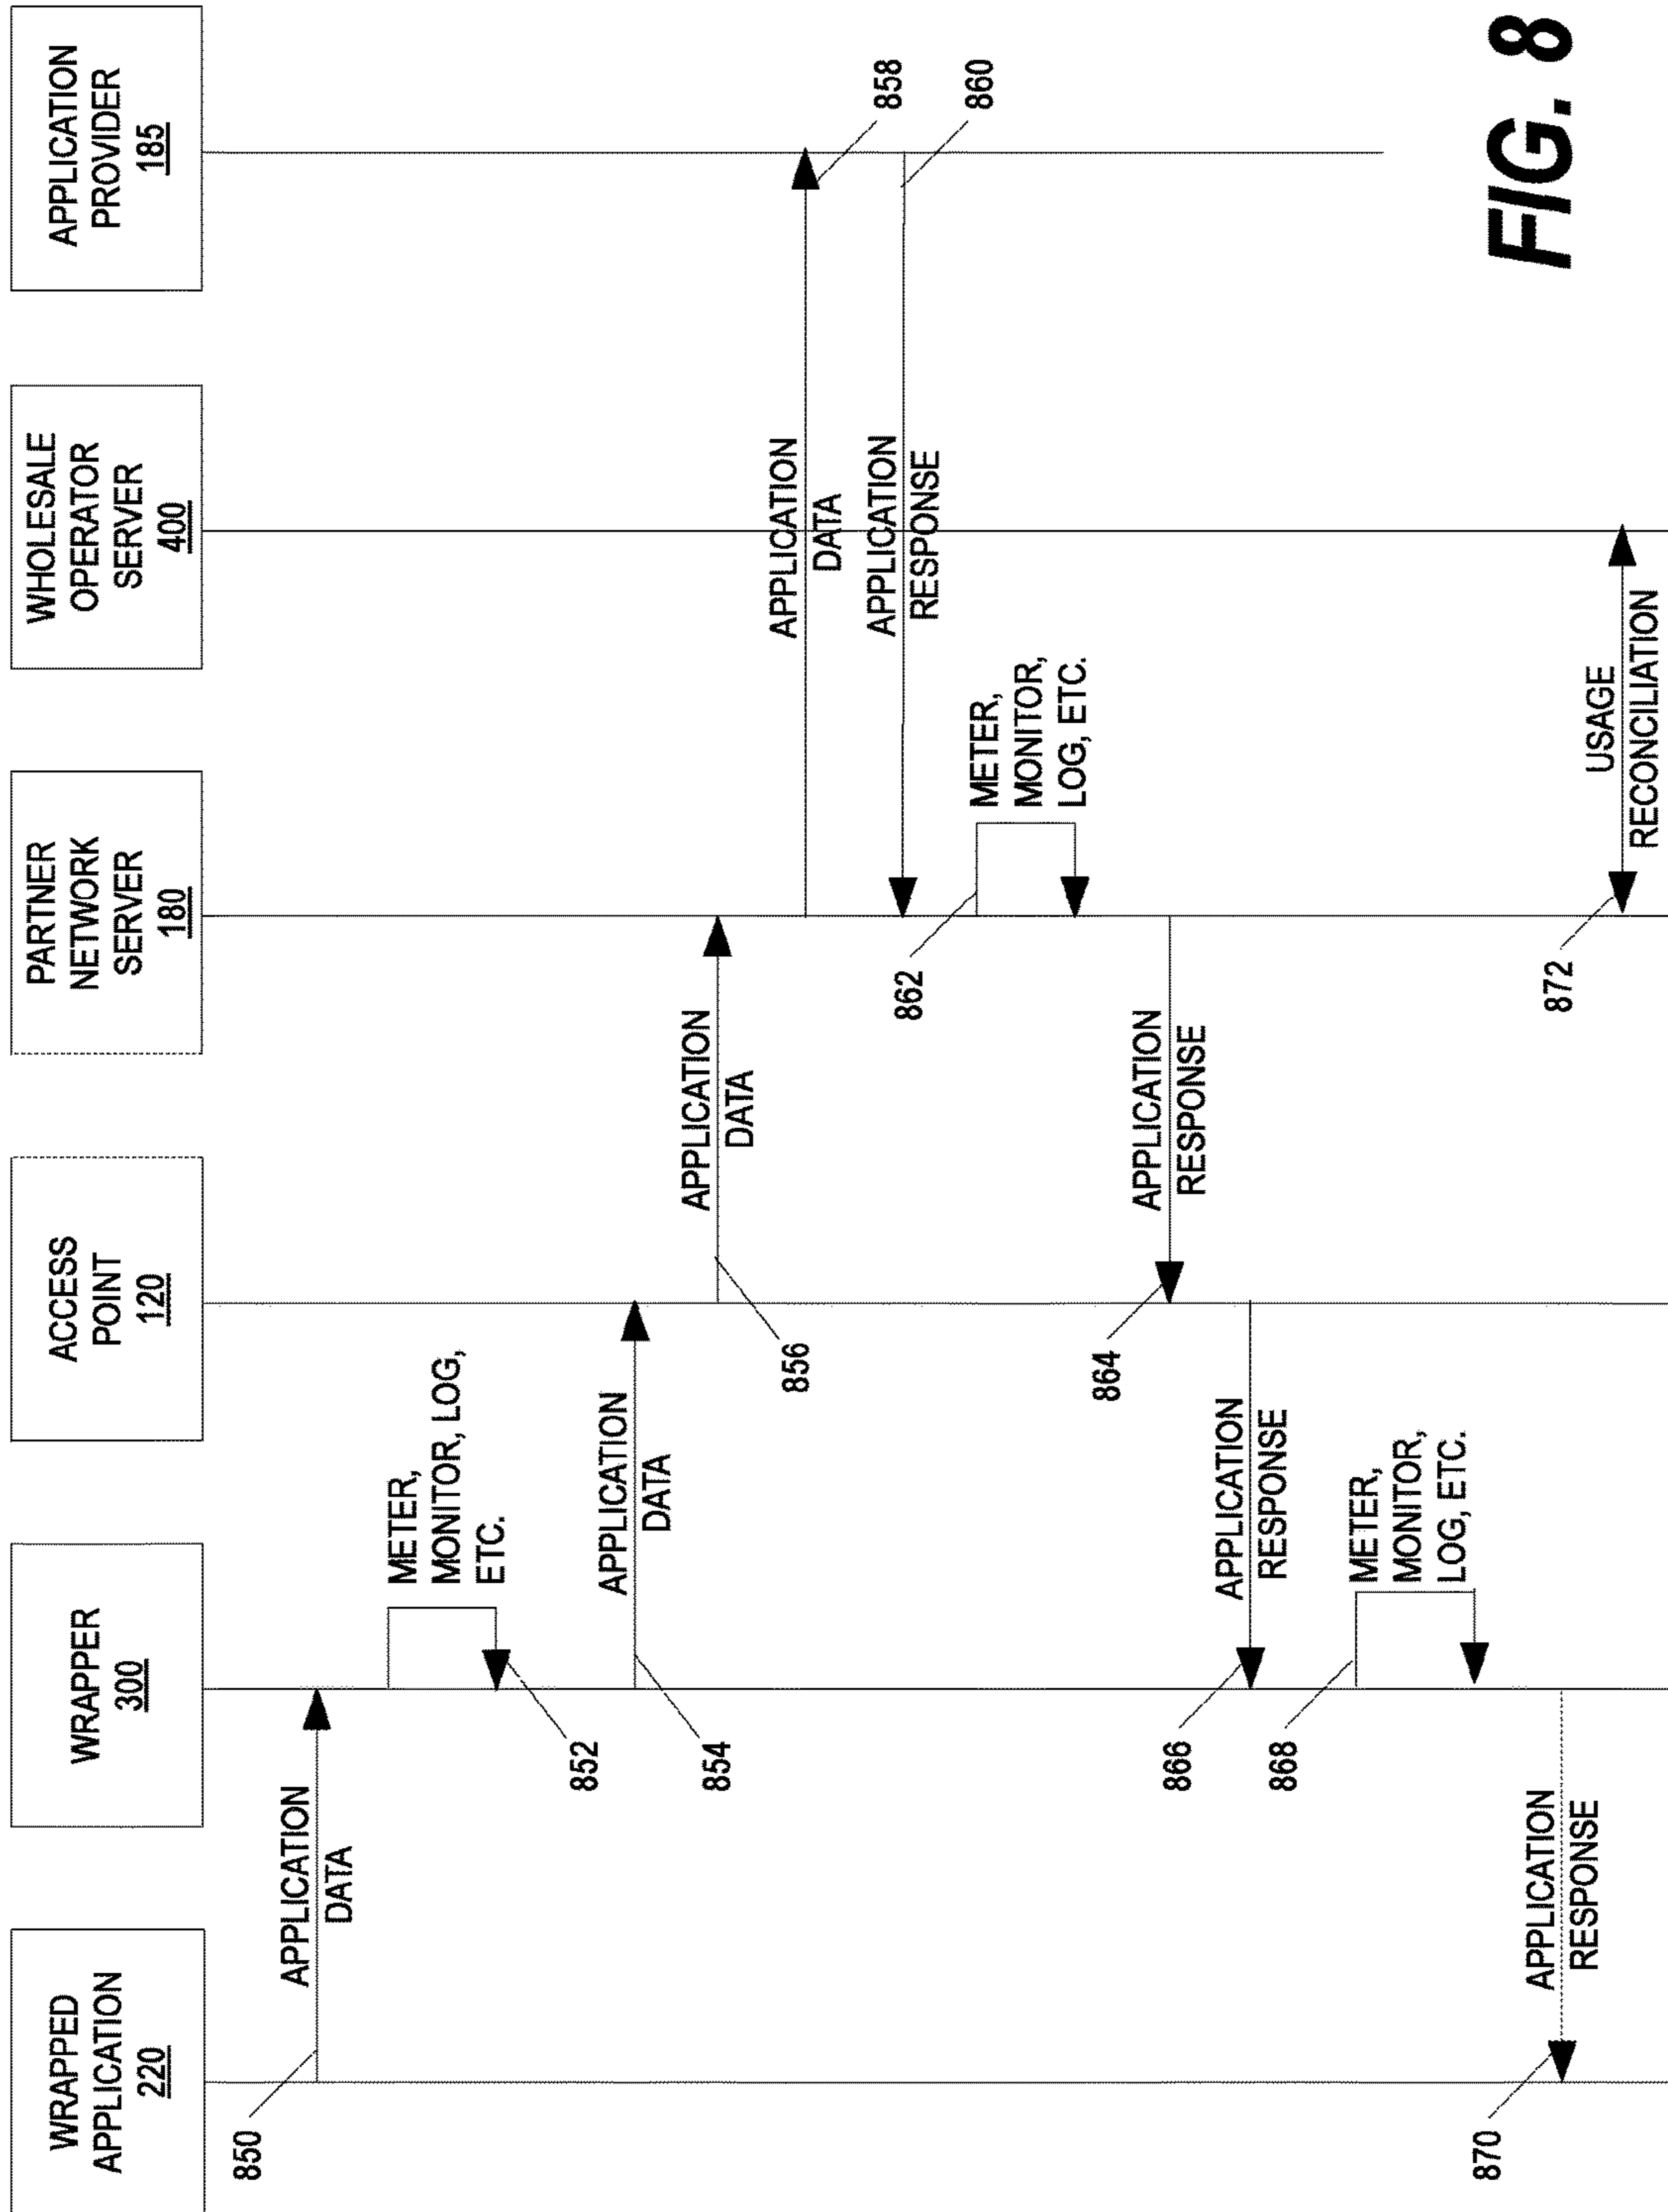 WRAPPED
APPLICATION
220
WRAPPER
300
ACCESS
POINT
120
PARTNER
NETWORK
SERVER
180
WHOLESALE
OPERATOR
SERVER
400
APPLICATION
PROVIDER
185
850
APPLICATION
DATA
METER,
MONITOR, LOG,
ETC.
852
APPLICATION
DATA
854
APPLICATION
DATA
856
APPLICATION
DATA
858
APPLICATION
RESPONSE
860
METER,
MONITOR,
LOG, ETC.
862
APPLICATION
RESPONSE
864
APPLICATION
RESPONSE
866
METER,
MONITOR,
LOG, ETC.
868
APPLICATION
RESPONSE
870
USAGE
RECONCILIATION
872
FIG. 8